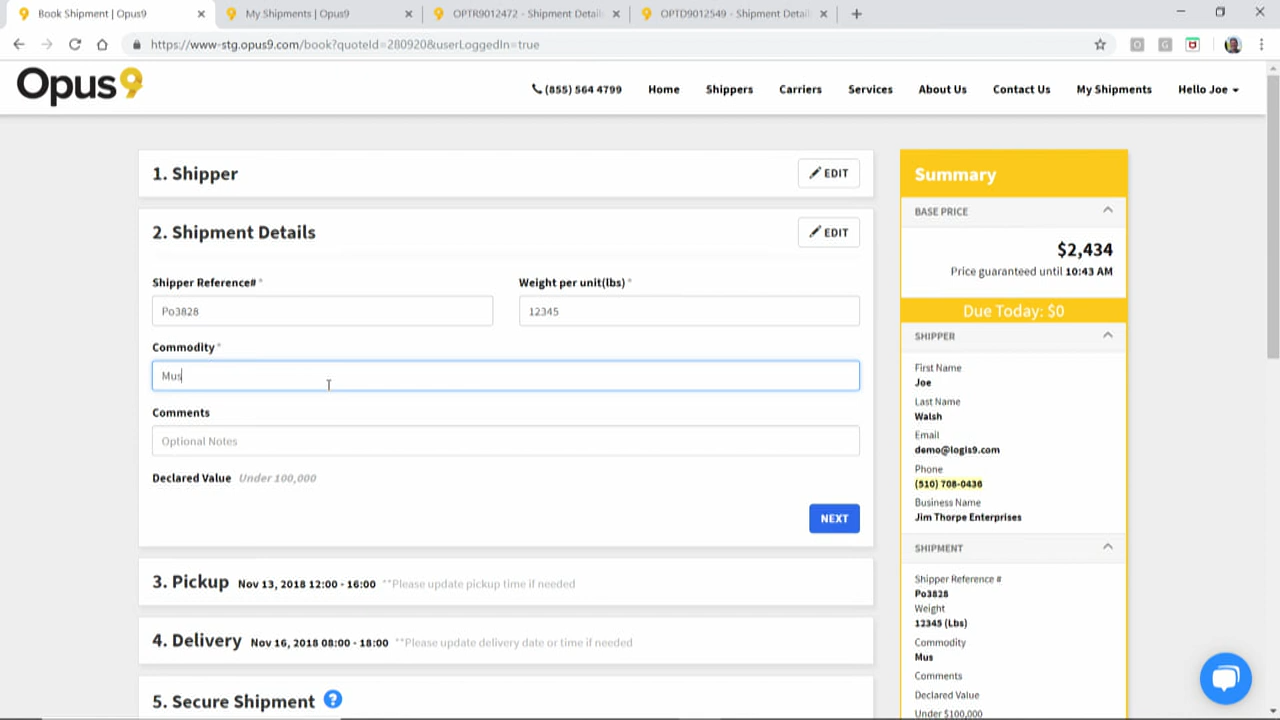 Book Shipment | Opus9
My Shipments | Opus9
OPTR9012472 - Shipment Detail
OPTD9012549 - Shipment Detail
https://www-stg.opus9.com/book?quoteId=280920&userLoggedIn=true
Opus9
(855) 564 4799
Home
Shippers
Carriers
Services
About Us
Contact Us
My Shipments
Hello Joe
1. Shipper
EDIT
2. Shipment Details
EDIT
Shipper Reference# *
Weight per unit(lbs) *
Po3828
12345
Commodity *
Mus
Comments
Optional Notes
Declared Value Under 100,000
NEXT
3. Pickup Nov 13, 2018 12:00 - 16:00 **Please update pickup time if needed
4. Delivery Nov 16, 2018 08:00 - 18:00 **Please update delivery date or time if needed
5. Secure Shipment ?
Summary
BASE PRICE
$2,434
Price guaranteed until 10:43 AM
Due Today: $0
SHIPPER
First Name
Joe
Last Name
Walsh
Email
demo@logis9.com
Phone
(510) 708-0436
Business Name
Jim Thorpe Enterprises
SHIPMENT
Shipper Reference #
Po3828
Weight
12345 (Lbs)
Commodity
Mus
Comments
Declared Value
Under $100,000